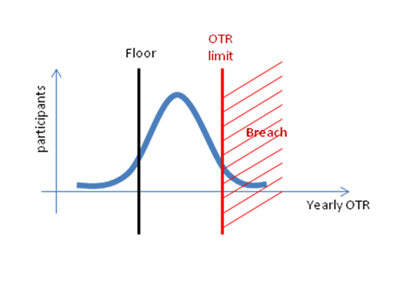 Floor
OTR
limit
participants
Breach
Yearly OTR